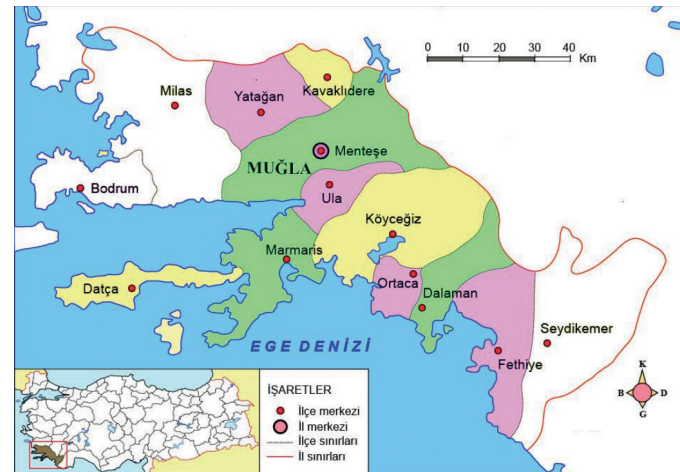 0 10 20 30 40
Km
Milas
Yatağan
Kavaklıdere
Menteşe
MUĞLA
Bodrum
Ula
Köyceğiz
Marmaris
Datça
Ortaca
Dalaman
Seydikemer
Fethiye
EGE DENİZİ
K
B D
G
İŞARETLER
İlçe merkezi
İl merkezi
İlçe sınırları
İl sınırları